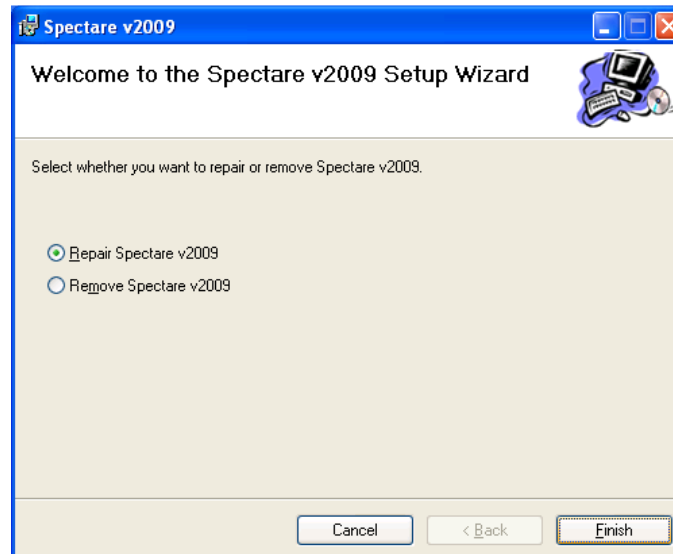 Spectare v2009
Welcome to the Spectare v2009 Setup Wizard
Select whether you want to repair or remove Spectare v2009.
Repair Spectare v2009
Remove Spectare v2009
Cancel
< Back
Finish